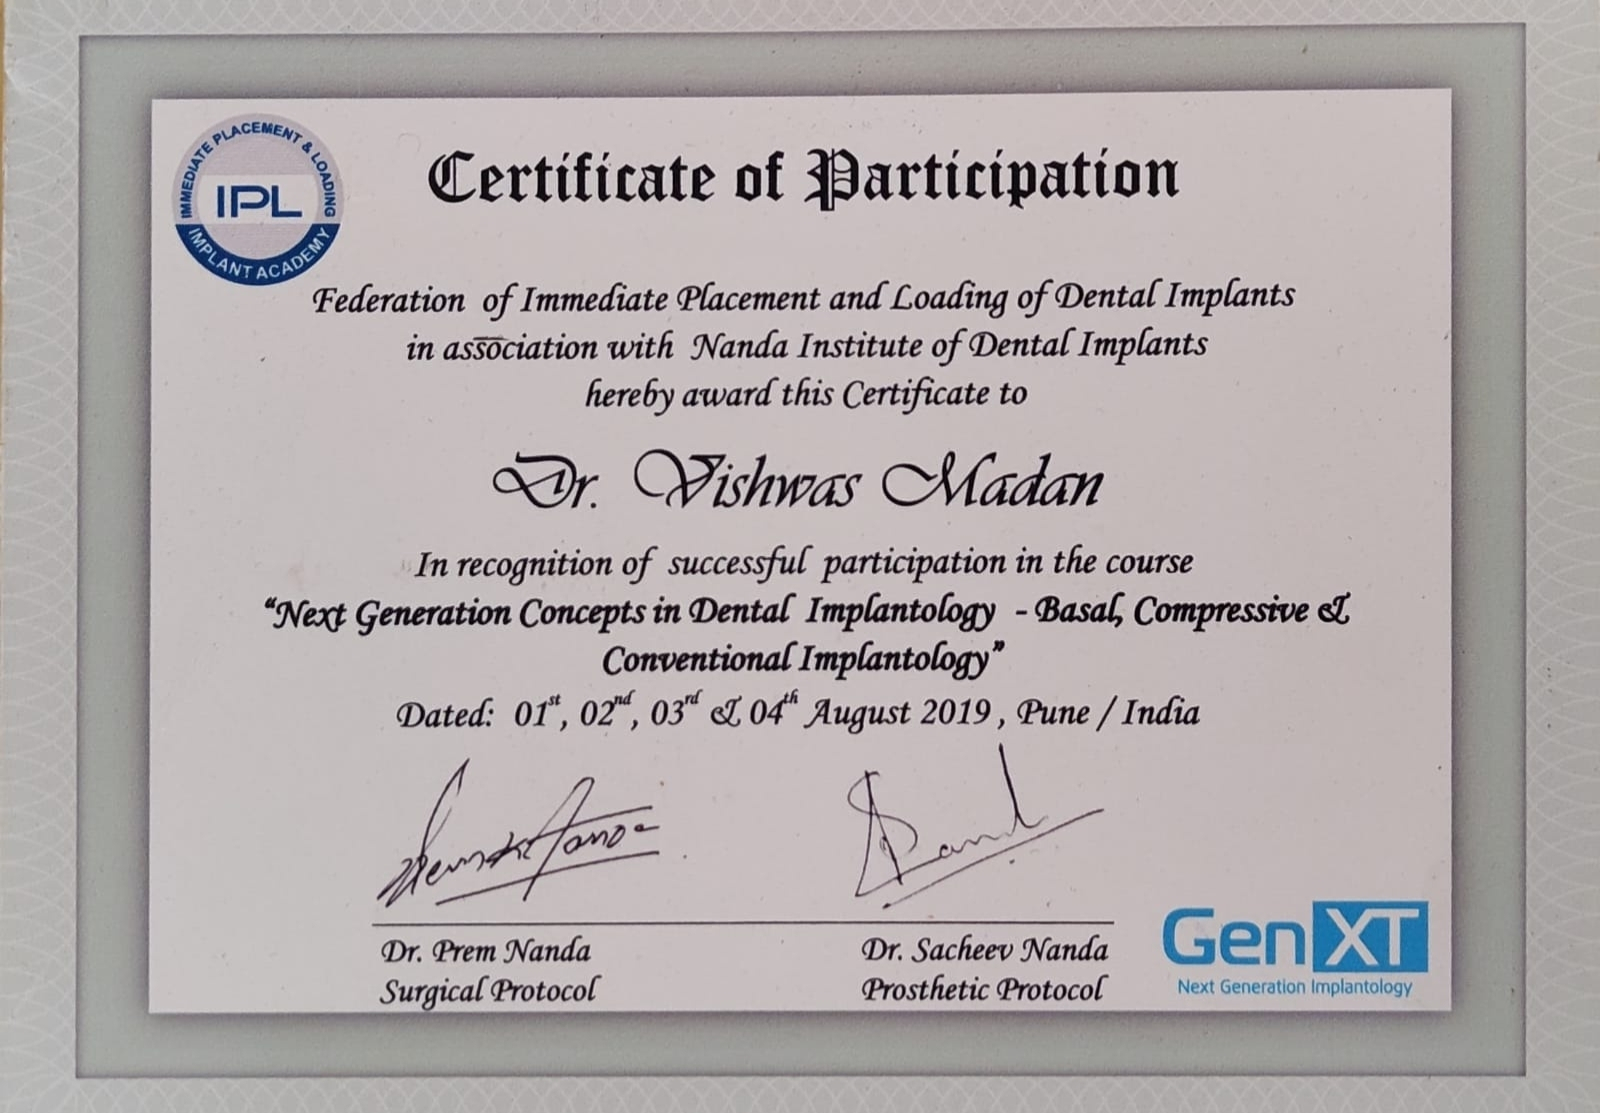 IMMEDIATE PLACEMENT & LOADING
IPL
IMPLANT ACADEMY
Certificate of Participation
Federation of Immediate Placement and Loading of Dental Implants
in association with Nanda Institute of Dental Implants
hereby award this Certificate to
Dr. Vishwas Madan
In recognition of successful participation in the course
“Next Generation Concepts in Dental Implantology - Basal, Compressive &
Conventional Implantology”
Dated: 01st, 02nd, 03rd & 04th August 2019 , Pune / India
Dr. Prem Nanda
Surgical Protocol
Dr. Sacheev Nanda
Prosthetic Protocol
GenXT
Next Generation Implantology